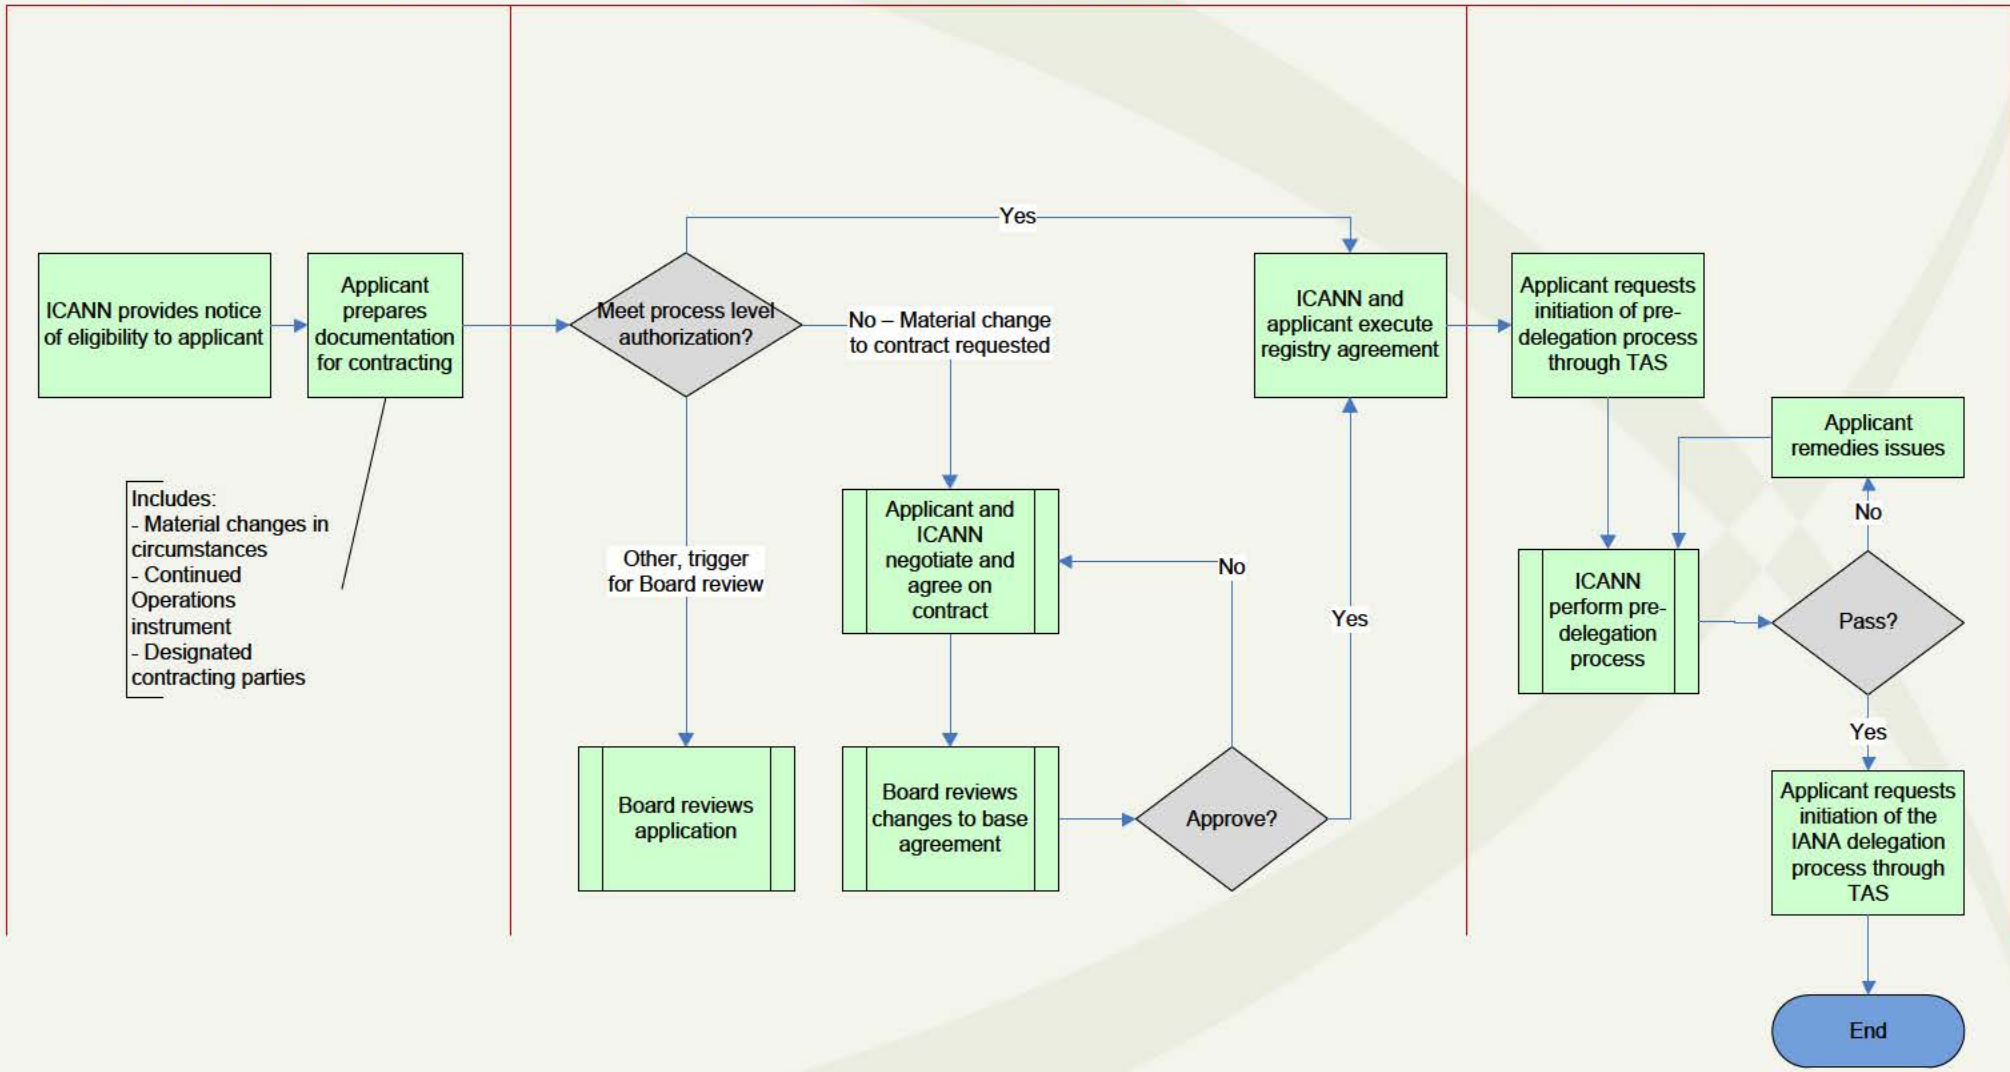 ICANN provides notice
of eligibility to applicant
Applicant
prepares
documentation
for contracting
Includes:
- Material changes in
circumstances
- Continued
Operations
instrument
- Designated
contracting parties
Meet process level
authorization?
Yes
No – Material change
to contract requested
Other, trigger
for Board review
Board reviews
application
Applicant and
ICANN
negotiate and
agree on
contract
Board reviews
changes to base
agreement
Approve?
No
Yes
ICANN and
applicant execute
registry agreement
Applicant requests
initiation of pre-
delegation process
through TAS
ICANN
perform pre-
delegation
process
Pass?
No
Applicant
remedies issues
Yes
Applicant requests
initiation of the
IANA delegation
process through
TAS
End